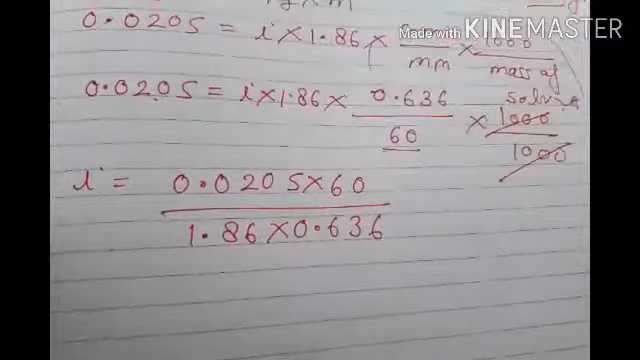 Made with KINEMASTER
0.0205 = i × 1.86 × × 1000
mm mass of
0.0205 = i × 1.86 × 0.636 × 1000 solvent
60 1000
i = 0.0205 × 60
1.86 × 0.636